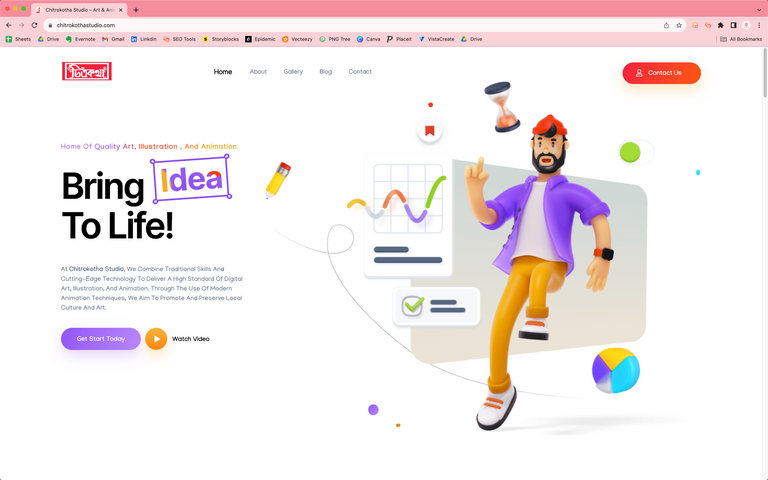 Chitrokotha Studio – Art & Ani
chitrokothastudio.com
Sheets Drive Evernote Gmail Linkdin SEO Tools Storyblocks Epidemic Vecteezy PNG Tree Canva Placeit VistaCreate Drive All Bookmarks
চিত্রকথা
Home About Gallery Blog Contact
Contact Us
Home Of Quality Art, Illustration , And Animation
Bring Idea
To Life!
At Chitrokotha Studio, We Combine Traditional Skills And
Cutting-Edge Technology To Deliver A High Standard Of Digital
Art, Illustration, And Animation. Through The Use Of Modern
Animation Techniques, We Aim To Promote And Preserve Local
Culture And Art.
Get Start Today Watch Video